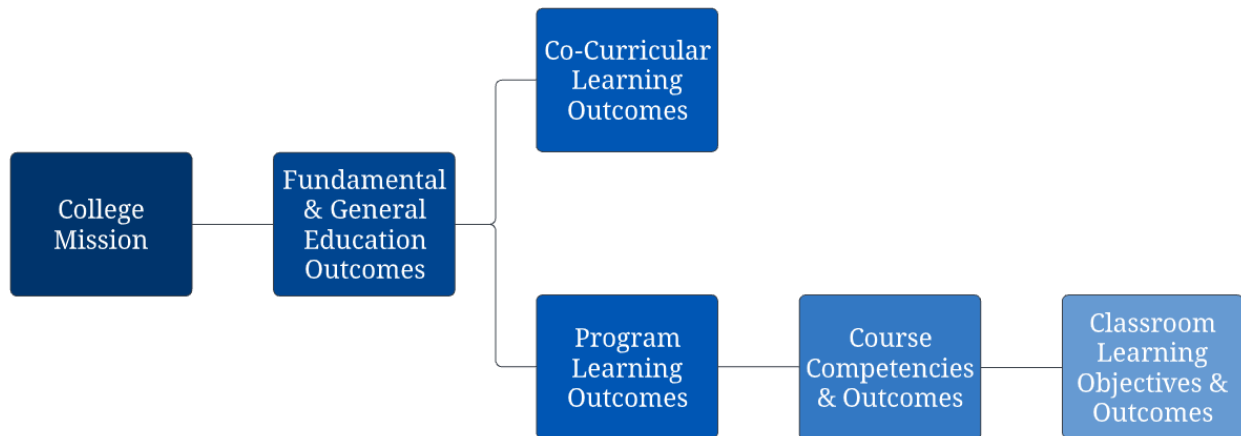 Co-Curricular
Learning
Outcomes
College
Mission
Fundamental
& General
Education
Outcomes
Program
Learning
Outcomes
Course
Competencies
& Outcomes
Classroom
Learning
Objectives &
Outcomes